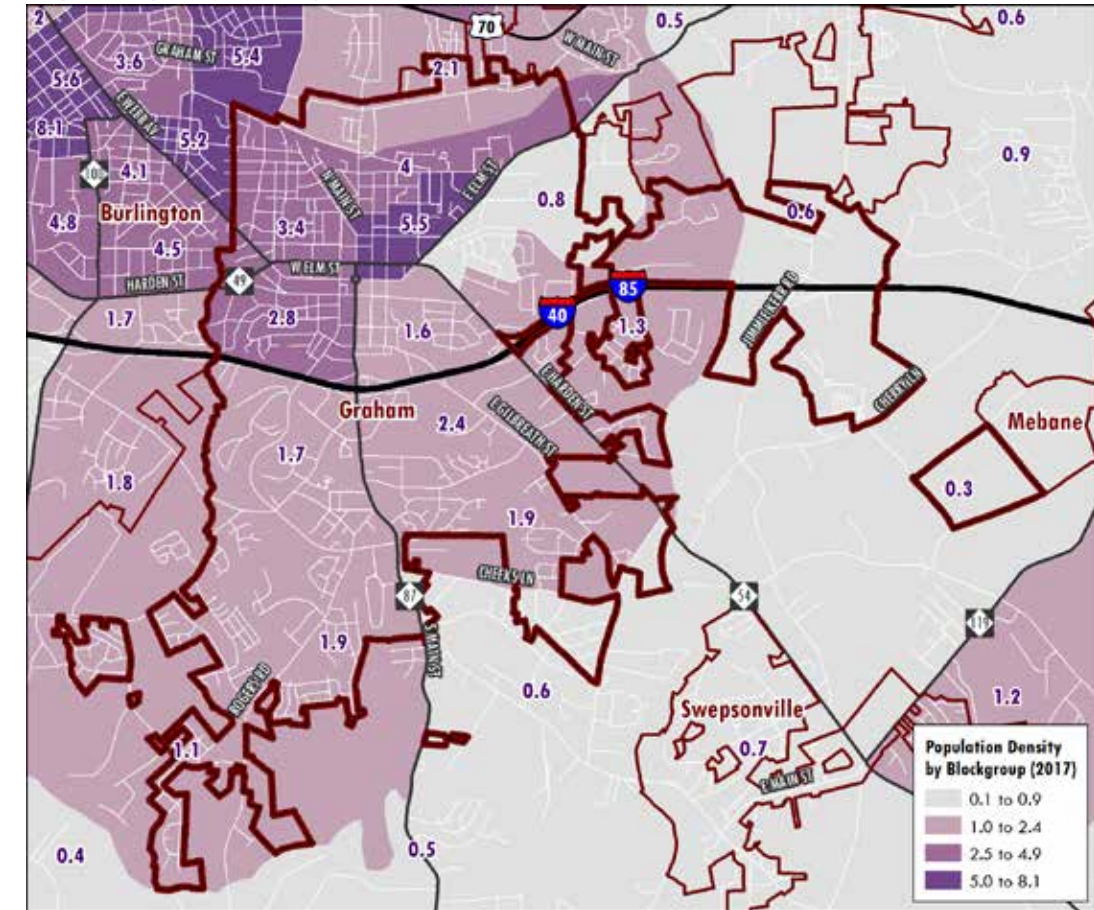 2
70
0.5
0.6
W MAIN ST
GRAHAM ST
5.4
3.6
2.1
5.6
E WEBB AV
8.1
5.2
4
0.9
100
4.1
N MAIN ST
E ELM ST
0.8
Burlington
4.8
3.4
5.5
0.6
4.5
W ELM ST
HARDEN ST
49
85
40
JIMMIE KERR RD
1.7
2.8
1.6
1.3
E HARDEN ST
CHERRY LN
Graham
E GILBREATH ST
Mebane
2.4
1.7
1.8
0.3
1.9
CHEEKS LN
87
54
119
1.9
S MAIN ST
ROGERS RD
0.6
1.2
Swepsonville
1.1
0.7
E MAIN ST
0.4
0.5
Population Density
by Blockgroup (2017)
0.1 to 0.9
1.0 to 2.4
2.5 to 4.9
5.0 to 8.1